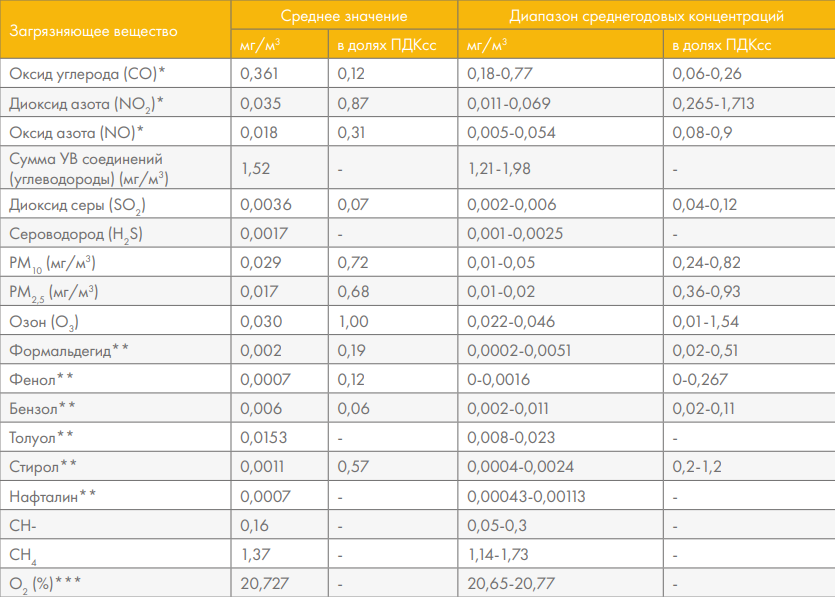 Загрязняющее вещество | Среднее значение | Диапазон среднегодовых концентраций
мг/м³ | в долях ПДКсс | мг/м³ | в долях ПДКсс
Оксид углерода (CO)* | 0,361 | 0,12 | 0,18-0,77 | 0,06-0,26
Диоксид азота (NO₂)* | 0,035 | 0,87 | 0,011-0,069 | 0,265-1,713
Оксид азота (NO)* | 0,018 | 0,31 | 0,005-0,054 | 0,08-0,9
Сумма УВ соединений
(углеводороды) (мг/м³) | 1,52 | - | 1,21-1,98 | -
Диоксид серы (SO₂) | 0,0036 | 0,07 | 0,002-0,006 | 0,04-0,12
Сероводород (H₂S) | 0,0017 | - | 0,001-0,0025 | -
PM₁₀ (мг/м³) | 0,029 | 0,72 | 0,01-0,05 | 0,24-0,82
PM₂,₅ (мг/м³) | 0,017 | 0,68 | 0,01-0,02 | 0,36-0,93
Озон (O₃) | 0,030 | 1,00 | 0,022-0,046 | 0,01-1,54
Формальдегид** | 0,002 | 0,19 | 0,0002-0,0051 | 0,02-0,51
Фенол** | 0,0007 | 0,12 | 0-0,0016 | 0-0,267
Бензол** | 0,006 | 0,06 | 0,002-0,011 | 0,02-0,11
Толуол** | 0,0153 | - | 0,008-0,023 | -
Стирол** | 0,0011 | 0,57 | 0,0004-0,0024 | 0,2-1,2
Нафталин** | 0,0007 | - | 0,00043-0,00113 | -
CH- | 0,16 | - | 0,05-0,3 | -
CH₄ | 1,37 | - | 1,14-1,73 | -
O₂ (%)*** | 20,727 | - | 20,65-20,77 | -